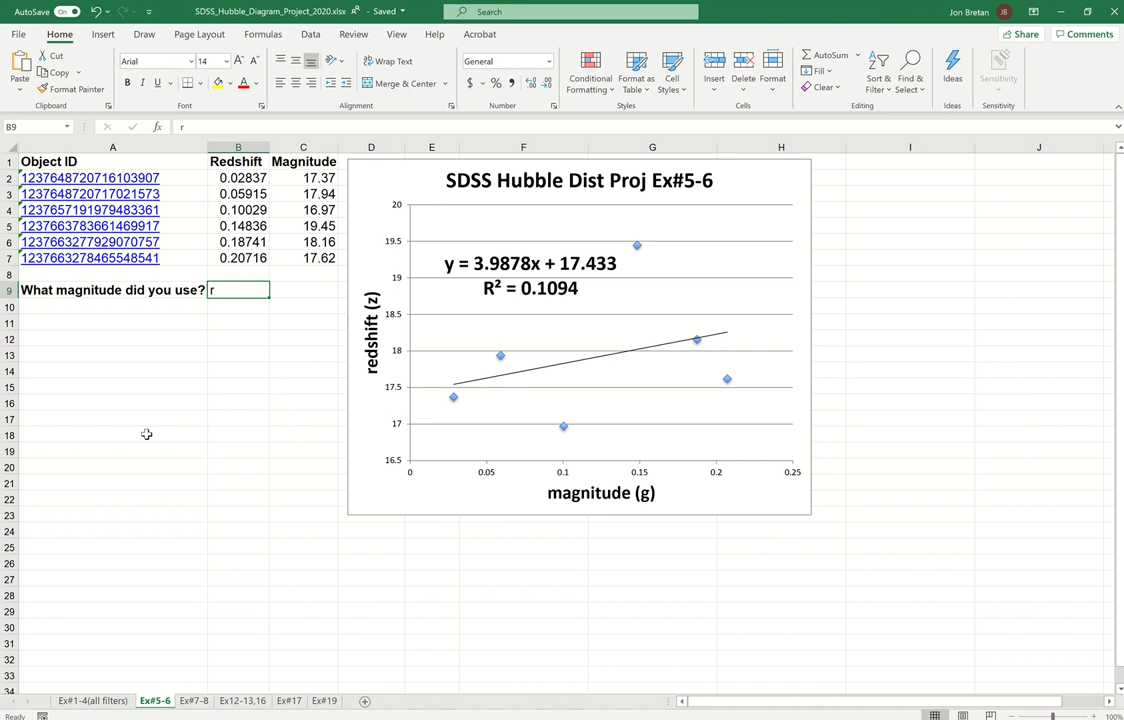 AutoSave On SDSS_Hubble_Diagram_Project_2020.xlsx Saved Search Jon Bretan JB
File Home Insert Draw Page Layout Formulas Data Review View Help Acrobat Share Comments
Paste Cut Copy Format Painter Clipboard
Arial 14 B I U Font
Wrap Text Merge & Center Alignment
General $ % , Number
Conditional Formatting Format as Table Cell Styles Styles
Insert Delete Format Cells
AutoSum Fill Clear Sort & Filter Find & Select Editing
Ideas Ideas
Sensitivity Sensitivity
B9 fx r
A B C D E F G H I J
1 Object ID Redshift Magnitude
2 1237648720716103907 0.02837 17.37
3 1237648720717021573 0.05915 17.94
4 1237657191979483361 0.10029 16.97
5 1237663783661469917 0.14836 19.45
6 1237663277929070757 0.18741 18.16
7 1237663278465548541 0.20716 17.62
8
9 What magnitude did you use? r
10
11
12
13
14
15
16
17
18
19
20
21
22
23
24
25
26
27
28
29
30
31
32
33
34
SDSS Hubble Dist Proj Ex#5-6
y = 3.9878x + 17.433
R² = 0.1094
redshift (z)
20
19.5
19
18.5
18
17.5
17
16.5
0 0.05 0.1 0.15 0.2 0.25
magnitude (g)
Ex#1-4(all filters) Ex#5-6 Ex#7-8 Ex12-13,16 Ex#17 Ex#19
Ready 100%